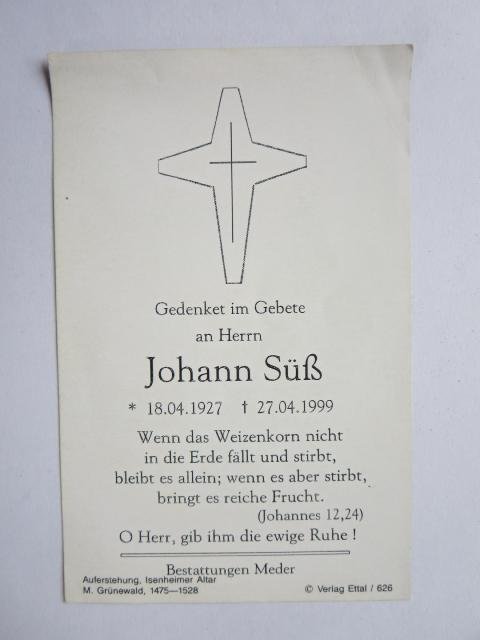 Gedenket im Gebete
an Herrn
Johann Süß
* 18.04.1927 † 27.04.1999
Wenn das Weizenkorn nicht
in die Erde fällt und stirbt,
bleibt es allein; wenn es aber stirbt,
bringt es reiche Frucht.
(Johannes 12,24)
O Herr, gib ihm die ewige Ruhe !
Bestattungen Meder
Auferstehung, Isenheimer Altar
M. Grünewald, 1475—1528
© Verlag Ettal / 626